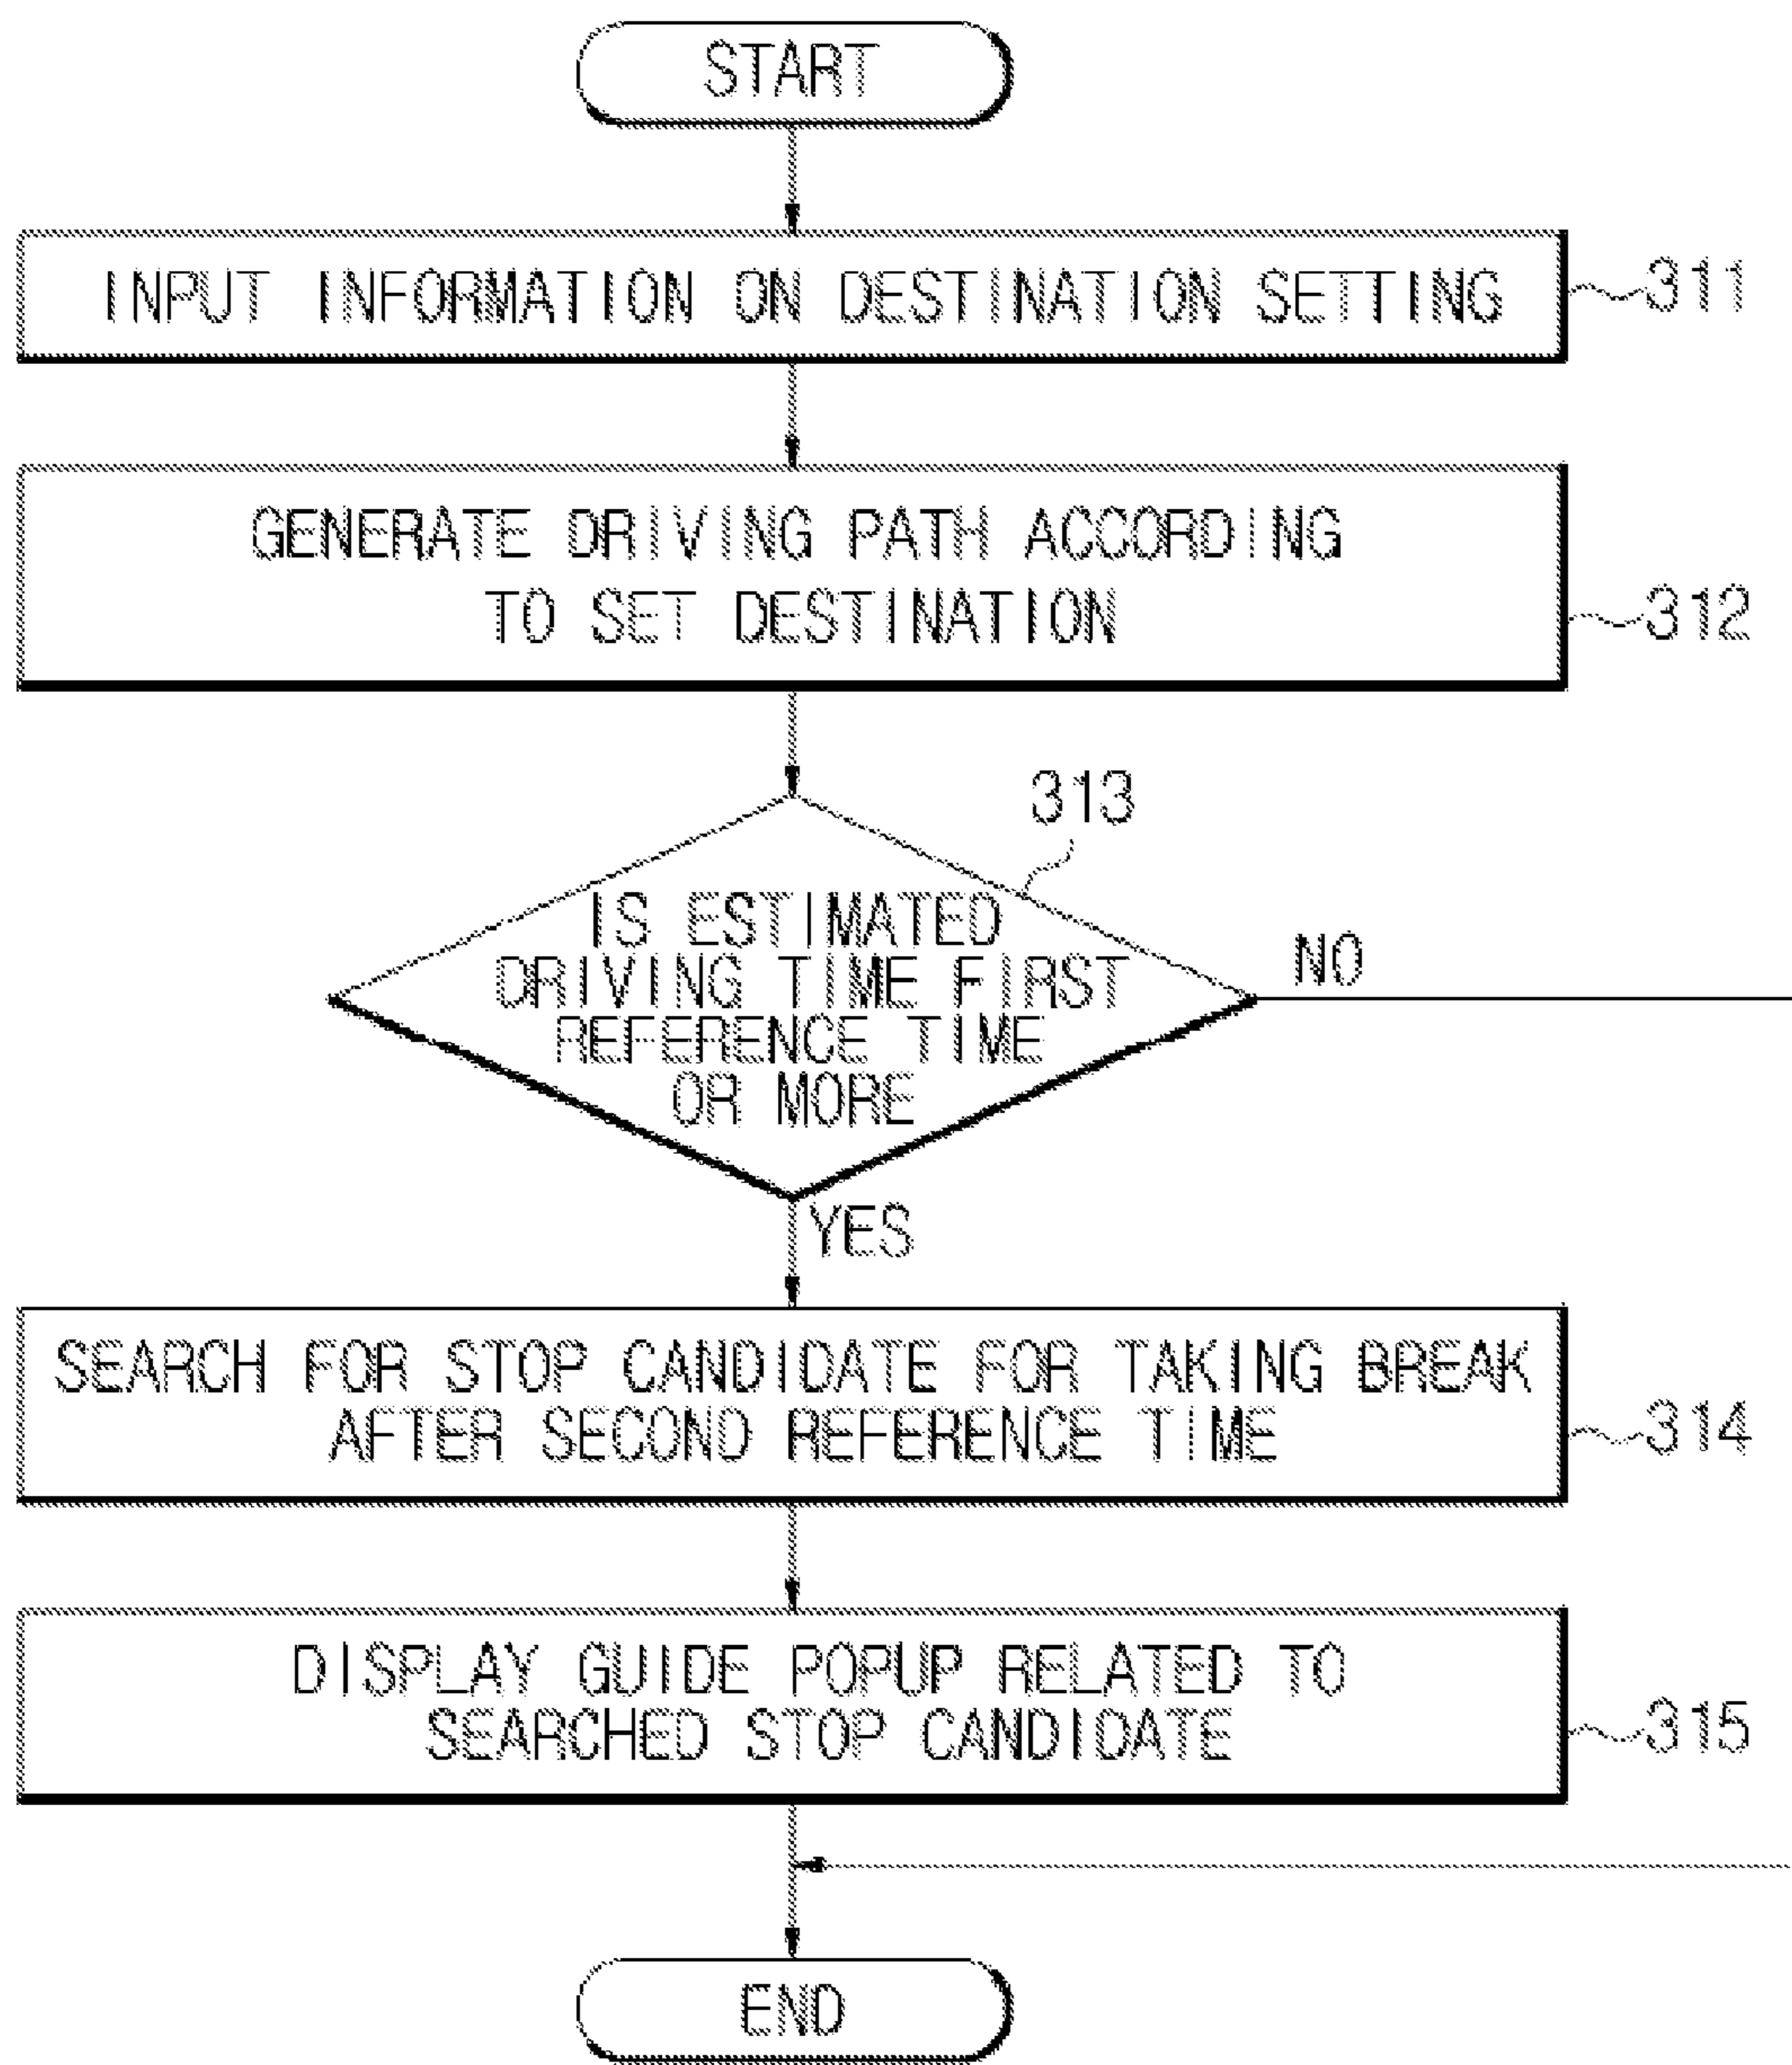 START
INPUT INFORMATION ON DESTINATION SETTING
311
GENERATE DRIVING PATH ACCORDING
TO SET DESTINATION
312
313
IS ESTIMATED
DRIVING TIME FIRST
REFERENCE TIME
OR MORE
NO
YES
SEARCH FOR STOP CANDIDATE FOR TAKING BREAK
AFTER SECOND REFERENCE TIME
314
DISPLAY GUIDE POPUP RELATED TO
SEARCHED STOP CANDIDATE
315
END